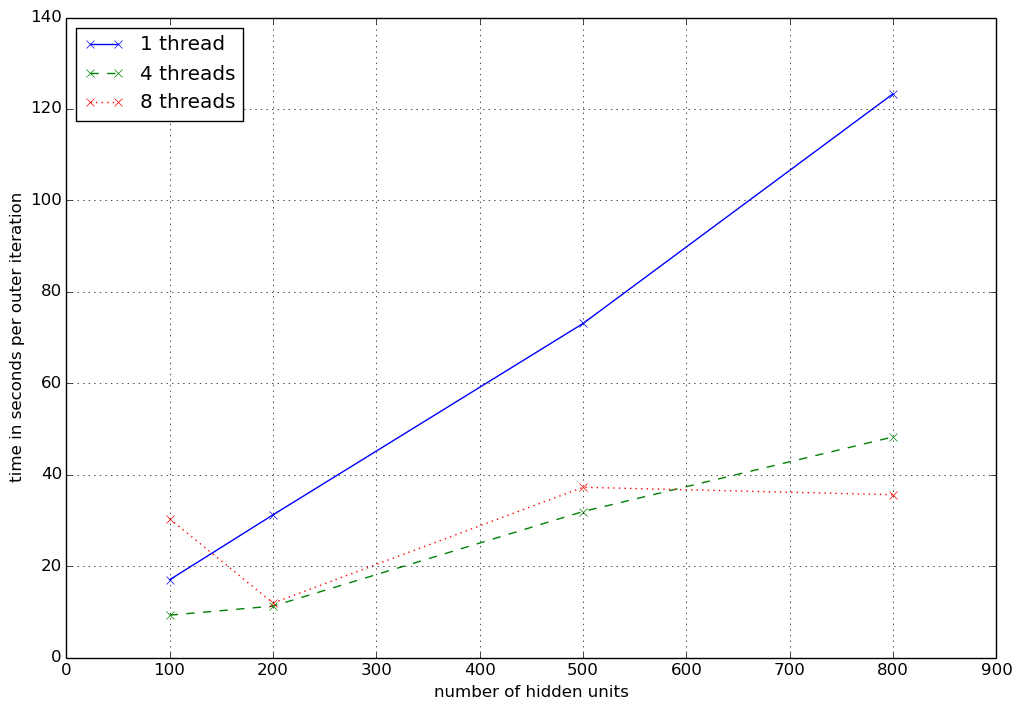 140
120
100
80
60
40
20
0
1 thread
4 threads
8 threads
time in seconds per outer iteration
0 100 200 300 400 500 600 700 800 900
number of hidden units